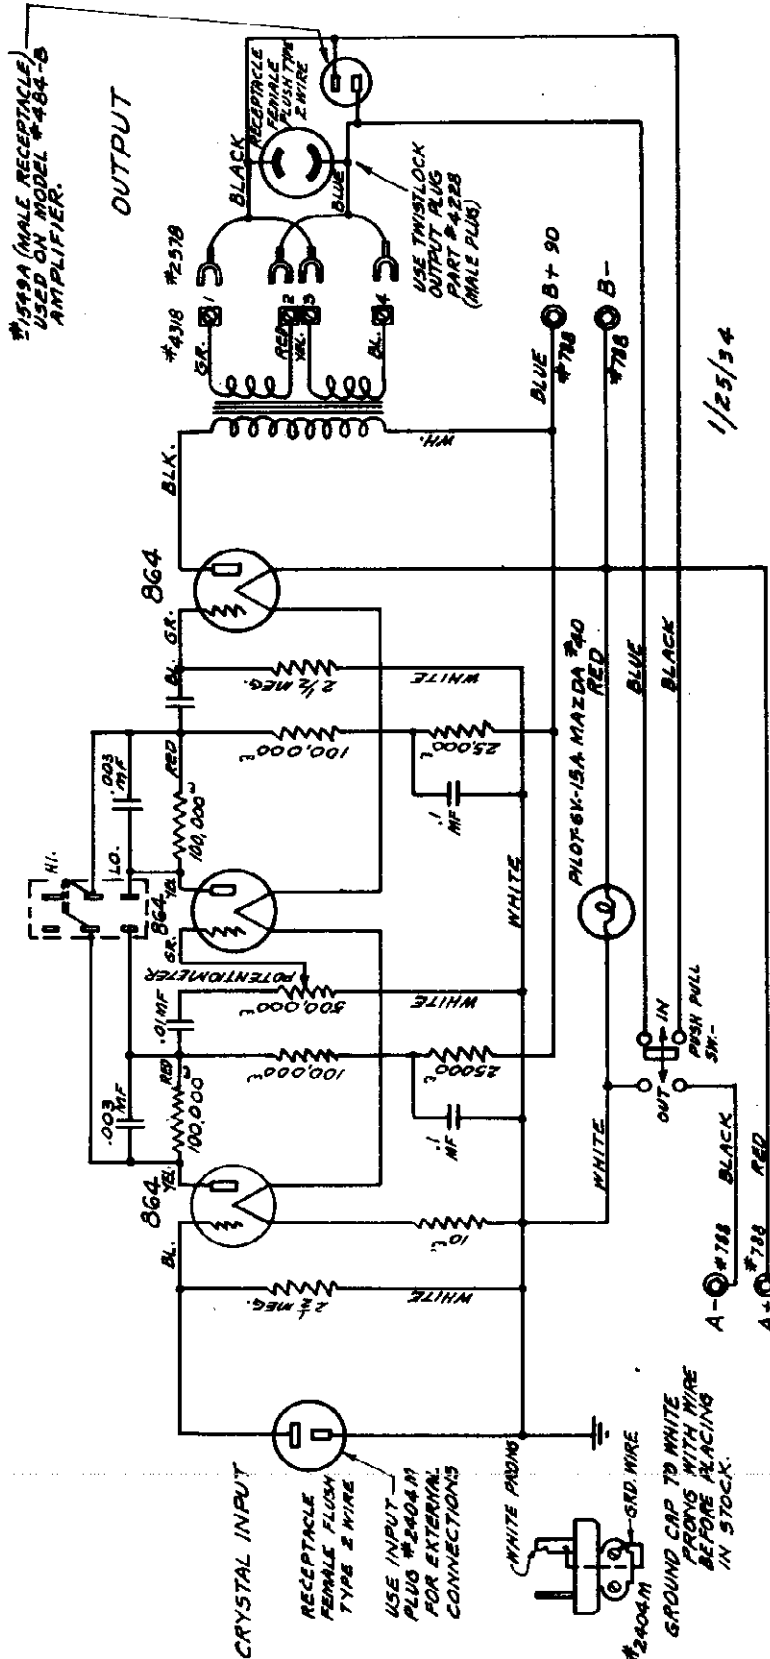 #1549A (MALE RECEPTACLE)
USED ON MODEL #484-B
AMPLIFIER.
OUTPUT
BLACK
RECEPTACLE
FEMALE
FLUSH TYPE
2 WIRE
BLUE
USE TWISTLOCK
OUTPUT PLUG
PART #4228
(MALE PLUG)
#2578
#4318
1
2
3
4
GR.
RED
YEL.
BL.
BLK.
WH.
BLUE
B+ 90
#788
B-
#788
1/25/34
864
GR.
BL.
2 1/2 MEG.
WHITE
.003
MF
RED
100,000 ω
100,000 ω
25,000 ω
.1
MF
HI.
LO.
864
YEL
GR.
POTENTIOMETER
500,000 ω
WHITE
.01 MF
WHITE
PILOT-6V.-.15A. MAZDA #40
RED
BLUE
BLACK
IN
OUT
PUSH PULL
SW.-
.003
MF
RED
100,000 ω
100,000 ω
25000 ω
.1
MF
864
YEL.
BL.
10 ω
2 1/2 MEG.
WHITE
WHITE
BLACK
RED
A-
#788
A+
#788
CRYSTAL INPUT
RECEPTACLE
FEMALE FLUSH
TYPE 2 WIRE
USE INPUT
PLUG #2404M
FOR EXTERNAL
CONNECTIONS
WHITE PRONG
GRD. WIRE
#2404M
GROUND CAP TO WHITE
PRONG WITH WIRE
BEFORE PLACING
IN STOCK.